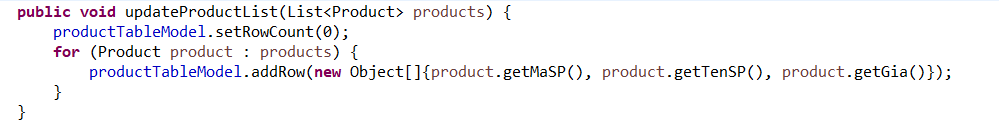 public void updateProductList(List<Product> products) {
    productTableModel.setRowCount(0);
    for (Product product : products) {
        productTableModel.addRow(new Object[]{product.getMaSP(), product.getTenSP(), product.getGia()});
    }
}